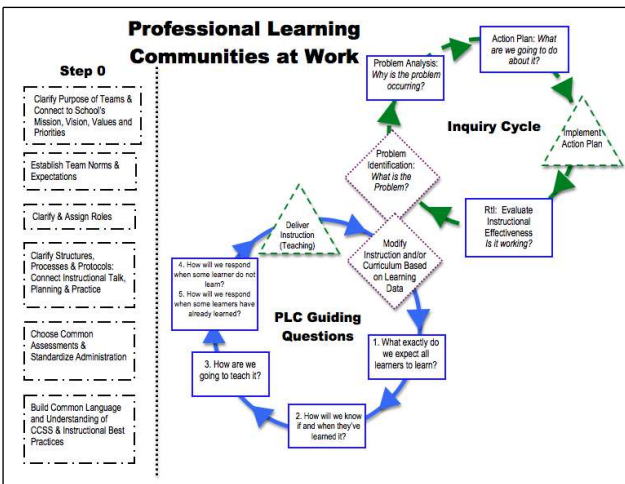 Professional Learning
Communities at Work
Step 0
Clarify Purpose of Teams &
Connect to School's
Mission, Vision, Values and
Priorities
Establish Team Norms &
Expectations
Clarify & Assign Roles
Clarify Structures,
Processes & Protocols:
Connect Instructional Talk,
Planning & Practice
Choose Common
Assessments &
Standardize Administration
Build Common Language
and Understanding of
CCSS & Instructional Best
Practices
Problem Analysis:
Why is the problem
occurring?
Action Plan: What
are we going to do
about it?
Inquiry Cycle
Implement
Action Plan
Problem
Identification:
What is the
Problem?
RtI: Evaluate
Instructional
Effectiveness
Is it working?
Deliver
Instruction
(Teaching)
Modify
Instruction and/or
Curriculum Based
on Learning
Data
4. How will we respond
when some learner do not
learn?
5. How will we respond
when some learners have
already learned?
PLC Guiding
Questions
1. What exactly do
we expect all
learners to learn?
3. How are we
going to teach it?
2. How will we know
if and when they've
learned it?